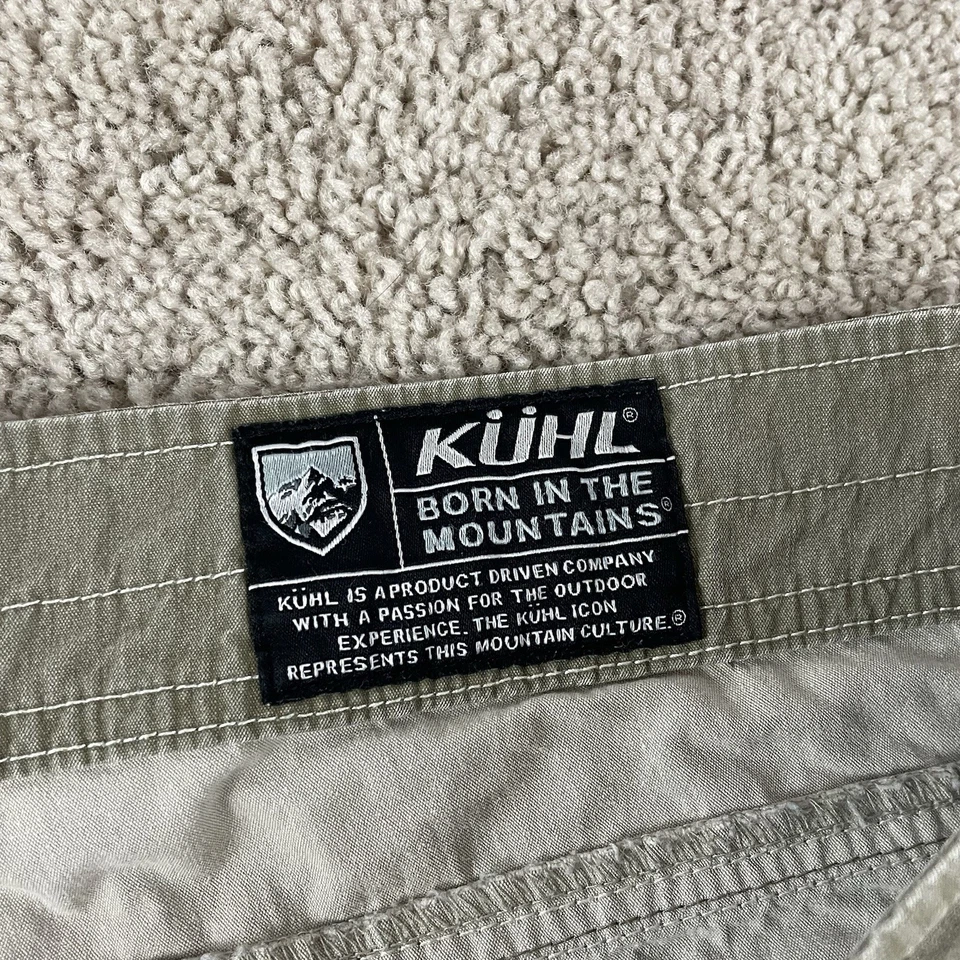 KÜHL®
BORN IN THE
MOUNTAINS®
KÜHL IS A PRODUCT DRIVEN COMPANY
WITH A PASSION FOR THE OUTDOOR
EXPERIENCE. THE KÜHL ICON
REPRESENTS THIS MOUNTAIN CULTURE.®